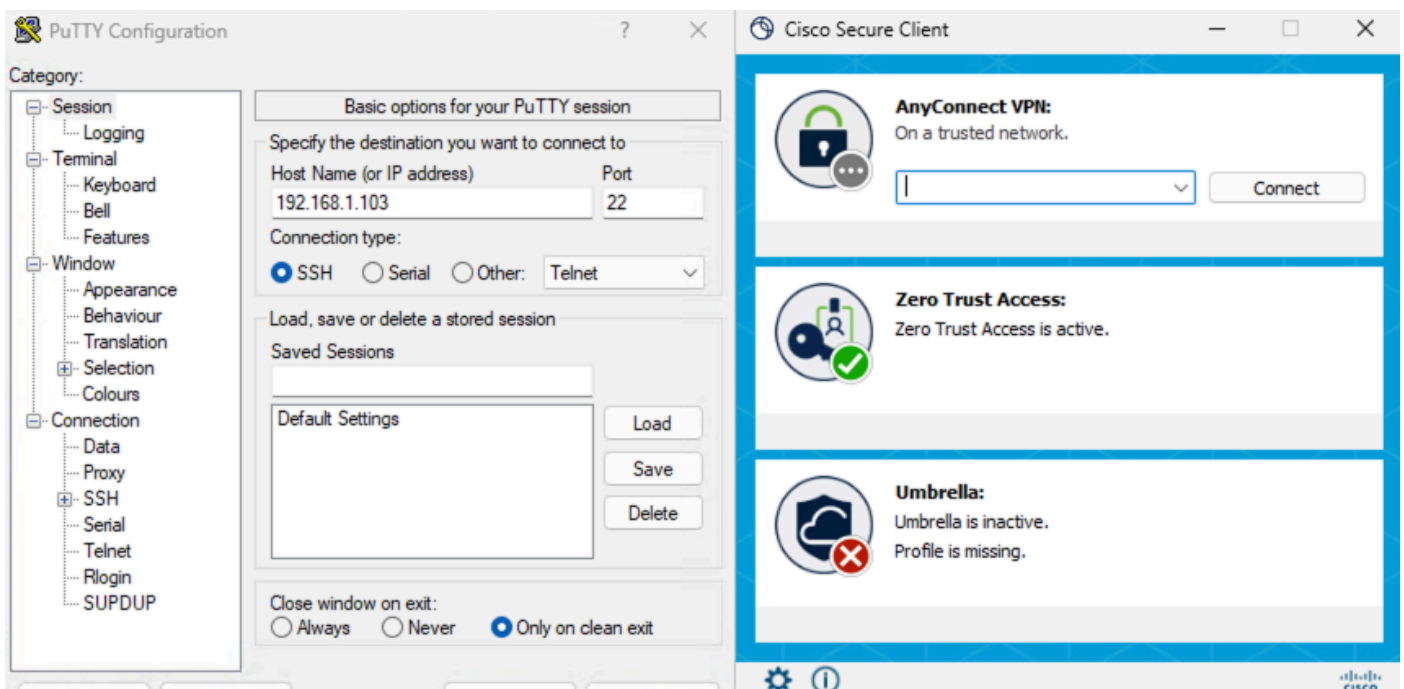 PuTTY Configuration
?
Category:
Session
Logging
Terminal
Keyboard
Bell
Features
Window
Appearance
Behaviour
Translation
Selection
Colours
Connection
Data
Proxy
SSH
Serial
Telnet
Rlogin
SUPDUP
Basic options for your PuTTY session
Specify the destination you want to connect to
Host Name (or IP address) Port
192.168.1.103 22
Connection type:
SSH Serial Other: Telnet
Load, save or delete a stored session
Saved Sessions
Default Settings
Load
Save
Delete
Close window on exit:
Always Never Only on clean exit
Cisco Secure Client
AnyConnect VPN:
On a trusted network.
Connect
Zero Trust Access:
Zero Trust Access is active.
Umbrella:
Umbrella is inactive.
Profile is missing.
CISCO